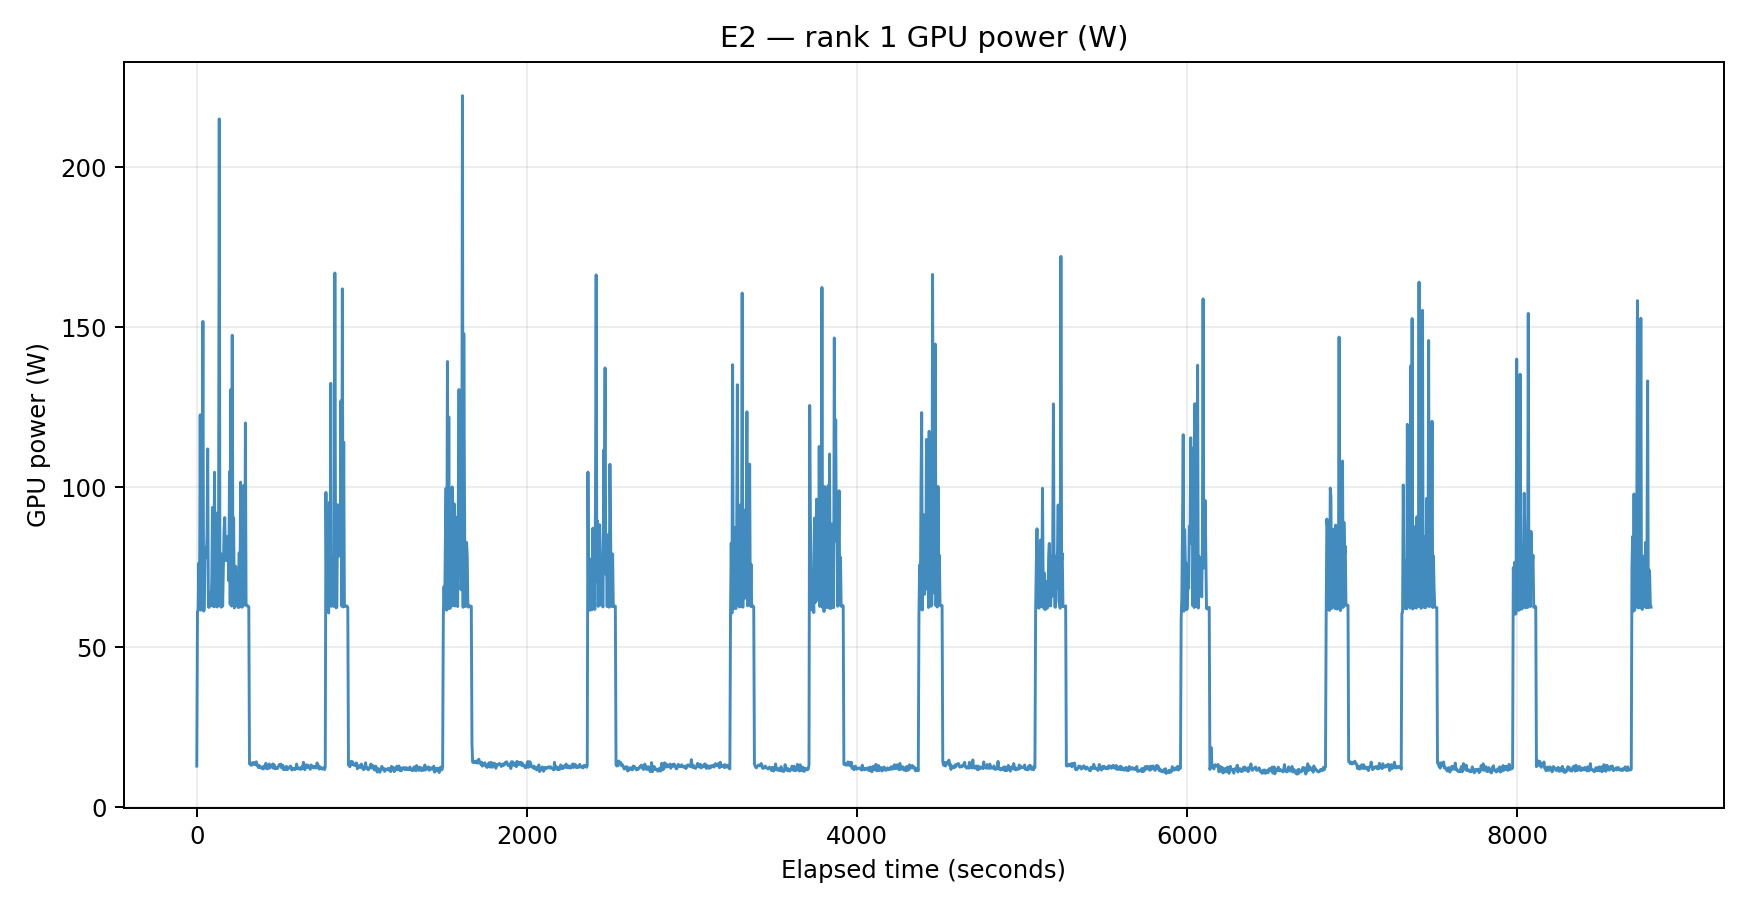 E2 — rank 1 GPU power (W)
GPU power (W)
200
150
100
50
0
0 2000 4000 6000 8000
Elapsed time (seconds)